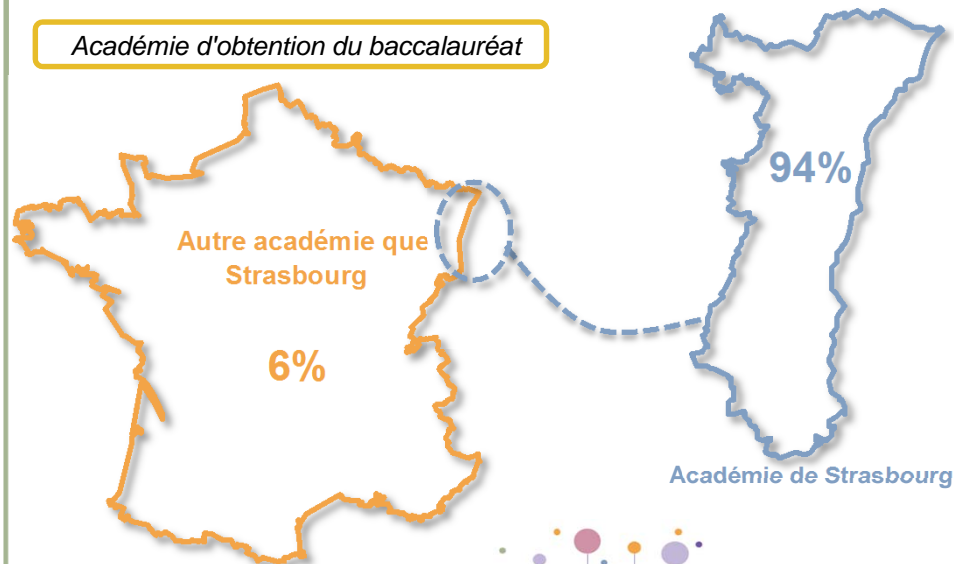 Académie d'obtention du baccalauréat
94%
Autre académie que
Strasbourg
6%
Académie de Strasbourg